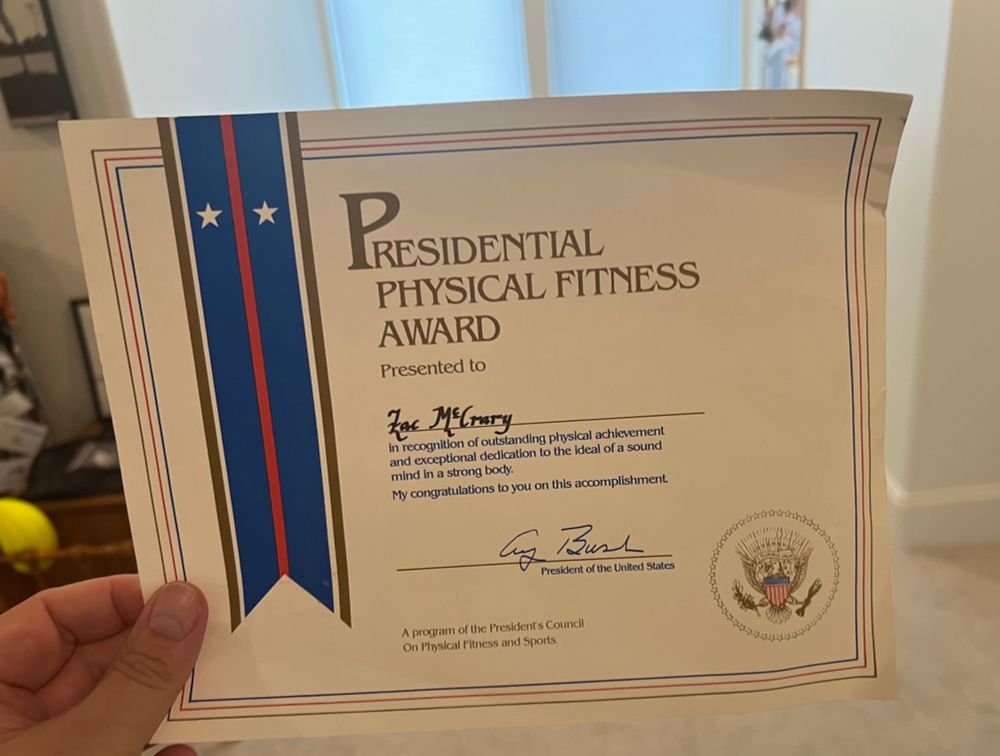 PRESIDENTIAL
PHYSICAL FITNESS
AWARD
Presented to
Zac McCrary
in recognition of outstanding physical achievement
and exceptional dedication to the ideal of a sound
mind in a strong body.
My congratulations to you on this accomplishment.
Bush
President of the United States
A program of the President's Council
On Physical Fitness and Sports.